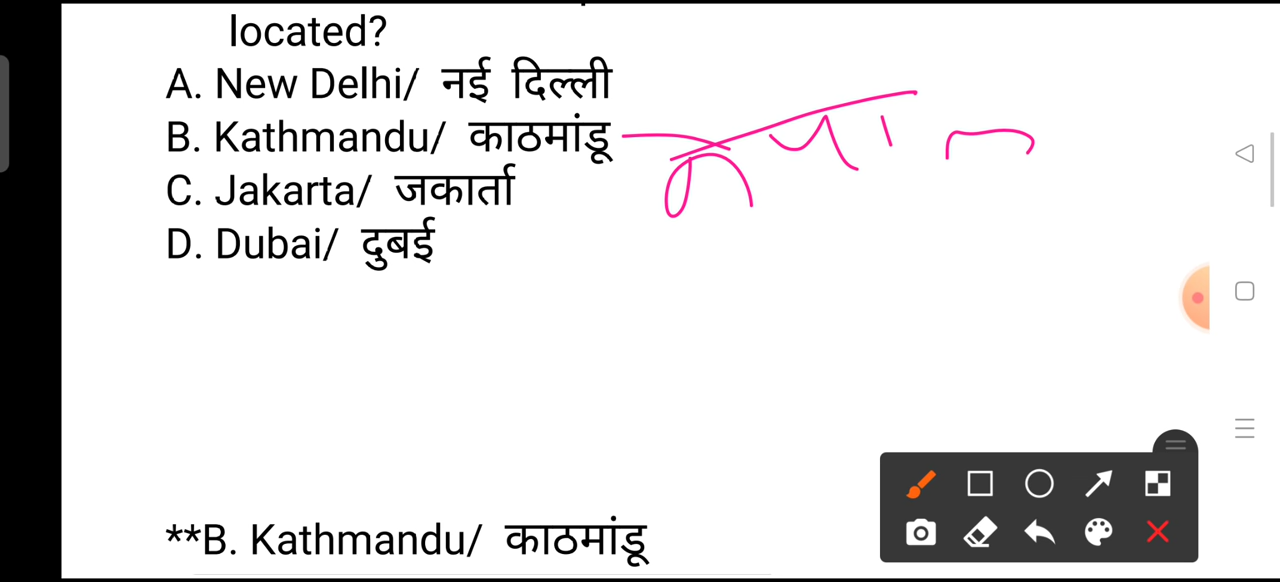 located?
A. New Delhi/ नई दिल्ली
B. Kathmandu/ काठमांडू
C. Jakarta/ जकार्ता
D. Dubai/ दुबई
**B. Kathmandu/ काठमांडू